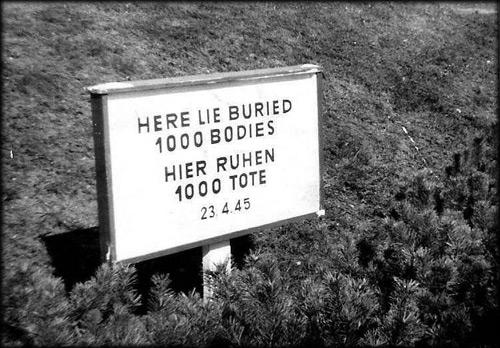 HERE LIE BURIED
1000 BODIES
HIER RUHEN
1000 TOTE
23.4.45